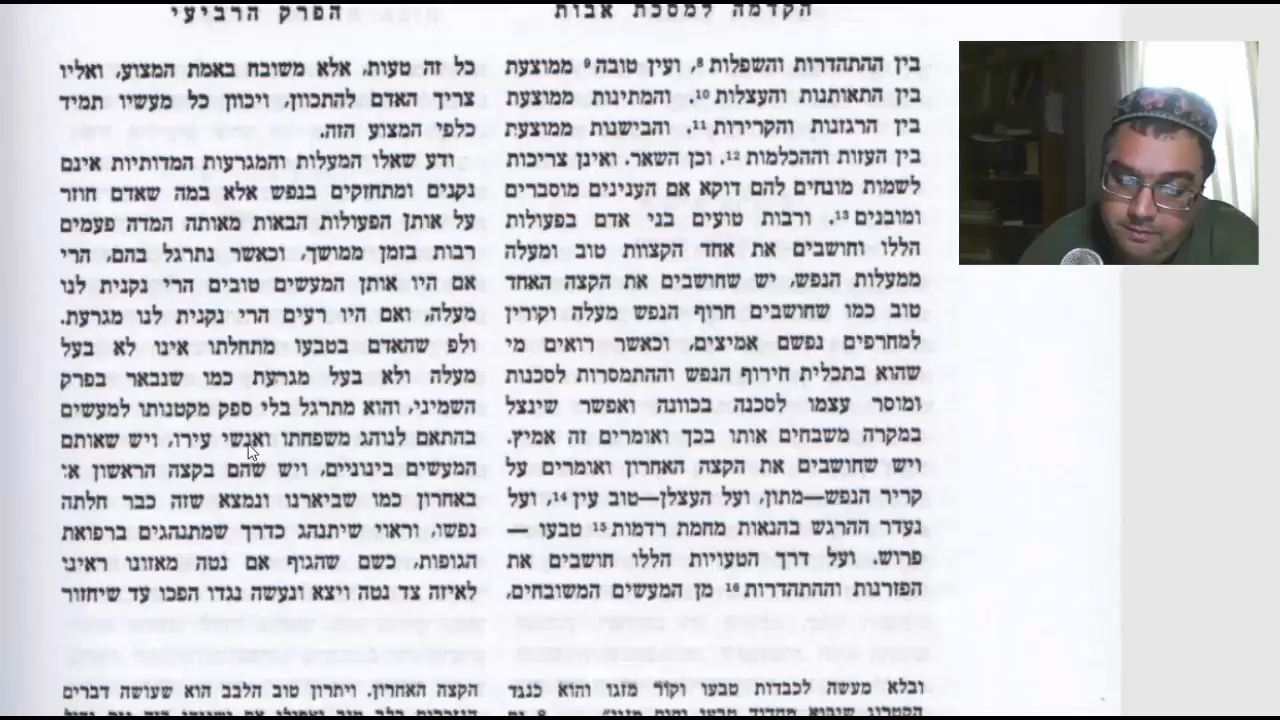 הקדמה למסכת אבות
הפרק הרביעי
בין ההתהדרות והשפלות 8, ועין טובה 9 ממוצעת
בין התאותנות והעצלות 10. והמתינות ממוצעת
בין הרגזנות והקרירות 11. והבישנות ממוצעת
בין העזות וההכלמות 12. וכן השאר. ואינן צריכות
לשמות מונחים להם דוקא אם הענינים מוסברים
ומובנים 13. ורבות טועים בני אדם בפעולות
הללו וחושבים את אחד הקצוות טוב ומעלה
ממעלות הנפש, יש שחושבים את הקצה האחד
טוב כמו שחושבים חרוף הנפש מעלה וקורין
למחרפים נפשם אמיצים, וכאשר רואים מי
שהוא בתכלית חירוף הנפש וההתמסרות לסכנות
ומוסר עצמו לסכנה בכוונה ואפשר שינצל
במקרה משבחים אותו בכך ואומרים זה אמיץ.
ויש שחושבים את הקצה האחרון ואומרים על
קריר הנפש—מתון, ועל העצלן—טוב עין 14, ועל
נעדר ההרגש בהנאות מחמת רדמות 15 טבעו —
פרוש. ועל דרך הטעויות הללו חושבים את
הפזרנות וההתהדרות 16 מן המעשים המשובחים,
כל זה טעות, אלא משובח באמת המצוע, ואליו
צריך האדם להתכוון, ויכוון כל מעשיו תמיד
כלפי המצוע הזה.
ודע שאלו המעלות והמגרעות המדותיות אינם
נקנים ומתחזקים בנפש אלא במה שאדם חוזר
על אותן הפעולות הבאות מאותה המדה פעמים
רבות בזמן ממושך, וכאשר נתרגל בהם, הרי
אם היו אותן המעשים טובים הרי נקנית לנו
מעלה, ואם היו רעים הרי נקנית לנו מגרעת.
ולפ שהאדם בטבעו מתחלתו אינו לא בעל
מעלה ולא בעל מגרעת כמו שנבאר בפרק
השמיני, והוא מתרגל בלי ספק מקטנותו למעשים
בהתאם לנוהג משפחתו ואנשי עירו, ויש שאותם
המעשים בינוניים, ויש שהם בקצה הראשון או
באחרון כמו שביארנו ונמצא שזה כבר חלתה
נפשו, וראוי שיתנהג כדרך שמתנהגים ברפואת
הגופות, כשם שהגוף אם נטה מאזונו ראינו
לאיזה צד נטה ויצא ונעשה נגדו הפכו עד שיחזור
ובלא מעשה לכבדות טבעו וקור מזגו והוא כנגד
הקצה האחרון, ויתרון טוב הלבב הוא שעושה דברים